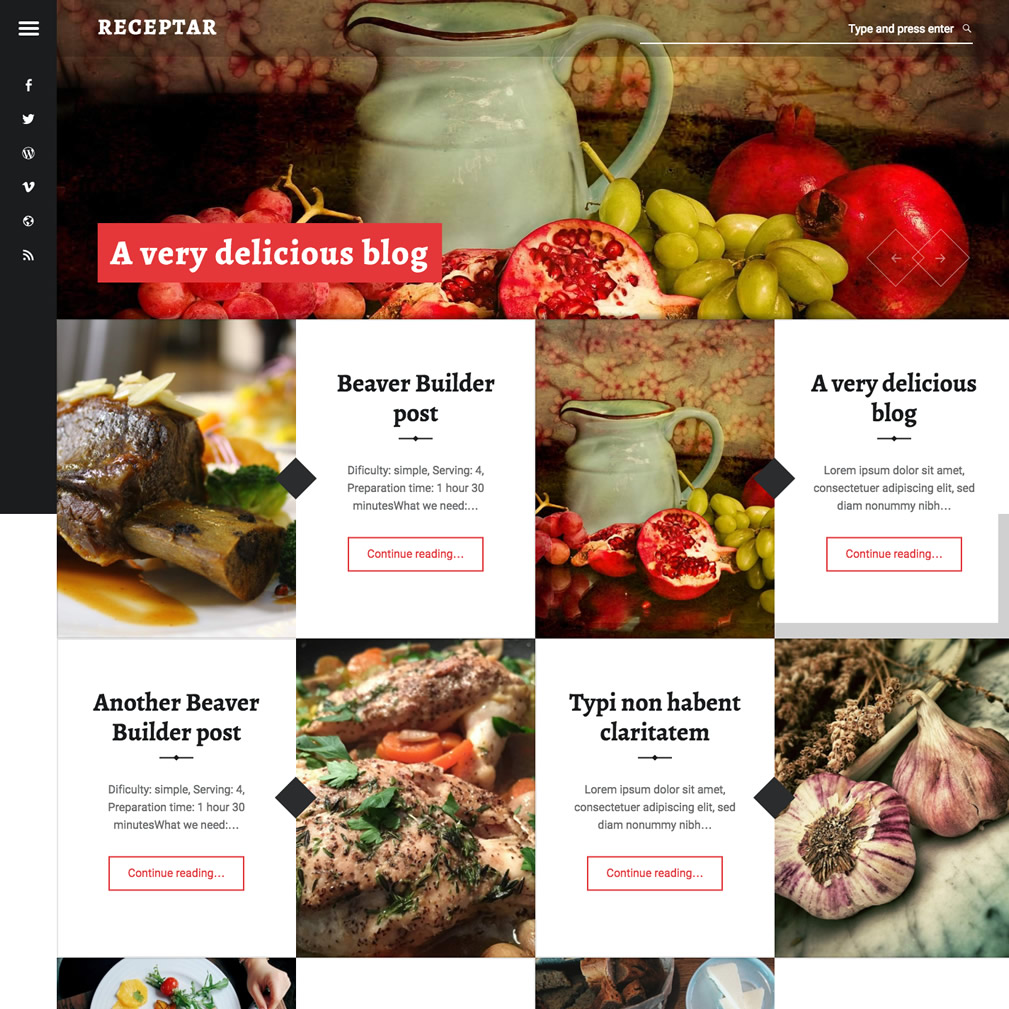 RECEPTAR
Type and press enter
A very delicious blog
Beaver Builder
post
Dificulty: simple, Serving: 4,
Preparation time: 1 hour 30
minutesWhat we need:…
Continue reading…
A very delicious
blog
Lorem ipsum dolor sit amet,
consectetuer adipiscing elit, sed
diam nonummy nibh…
Continue reading…
Another Beaver
Builder post
Dificulty: simple, Serving: 4,
Preparation time: 1 hour 30
minutesWhat we need:…
Continue reading…
Typi non habent
claritatem
Lorem ipsum dolor sit amet,
consectetuer adipiscing elit, sed
diam nonummy nibh…
Continue reading…